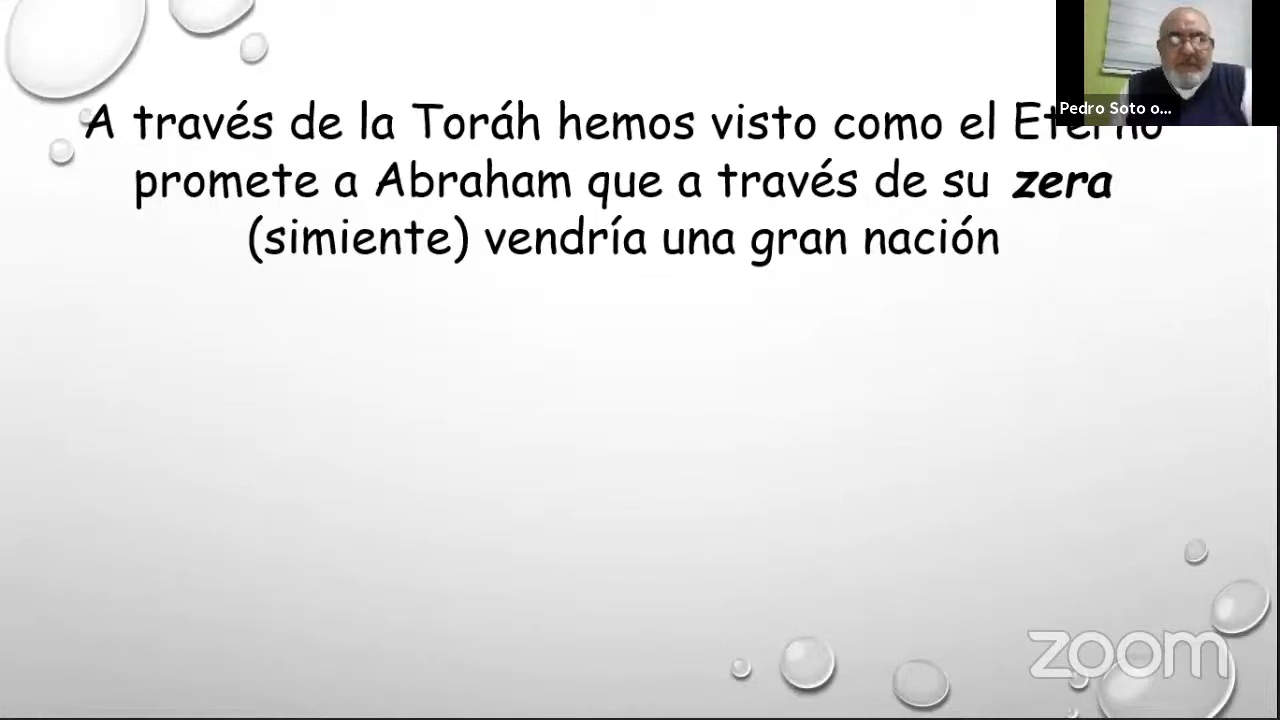 A través de la Toráh hemos visto como el Eterno
promete a Abraham que a través de su zera
(simiente) vendría una gran nación
Pedro Soto o...
zoom